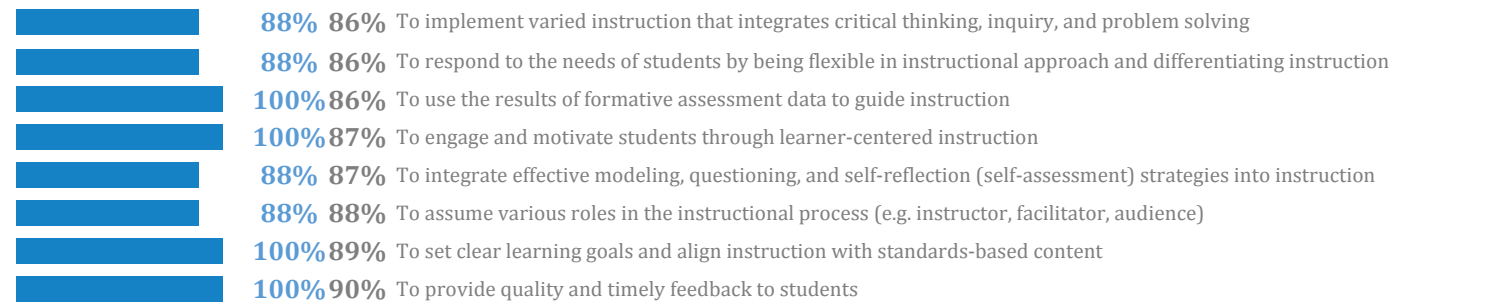 88% 86% To implement varied instruction that integrates critical thinking, inquiry, and problem solving
88% 86% To respond to the needs of students by being flexible in instructional approach and differentiating instruction
100% 86% To use the results of formative assessment data to guide instruction
100% 87% To engage and motivate students through learner-centered instruction
88% 87% To integrate effective modeling, questioning, and self-reflection (self-assessment) strategies into instruction
88% 88% To assume various roles in the instructional process (e.g. instructor, facilitator, audience)
100% 89% To set clear learning goals and align instruction with standards-based content
100% 90% To provide quality and timely feedback to students